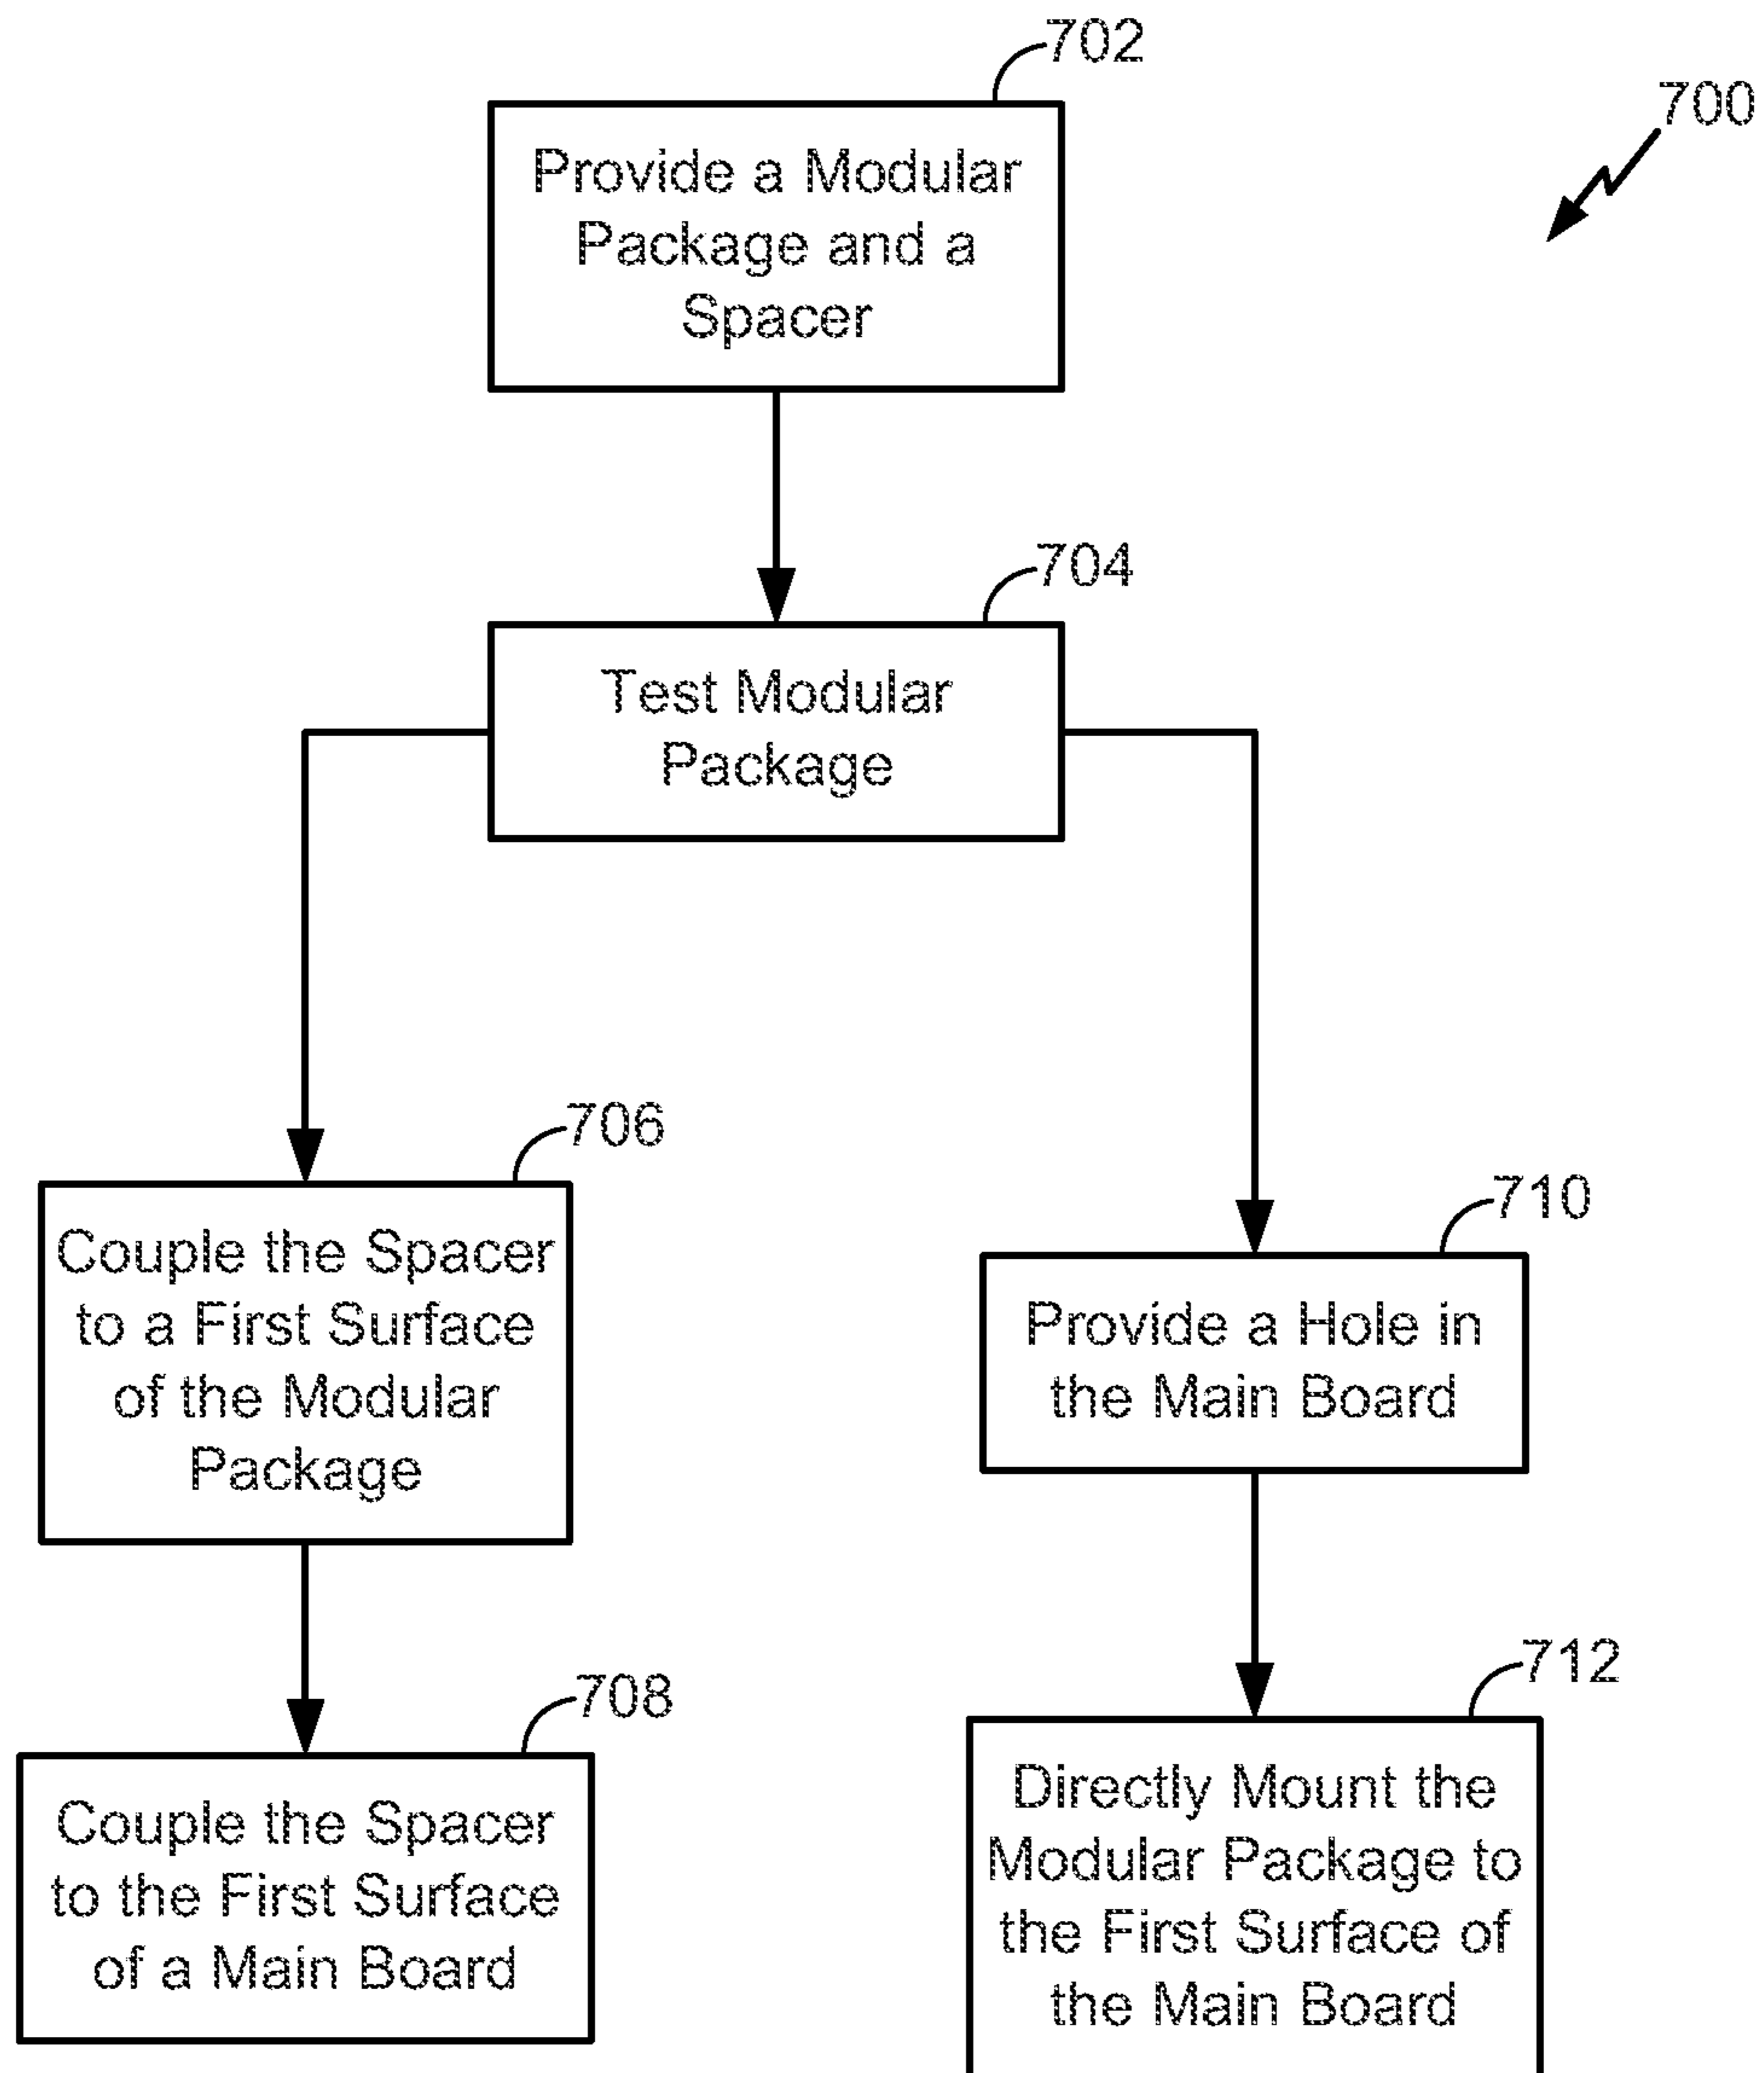 702
700
Provide a Modular
Package and a
Spacer
704
Test Modular
Package
706
Couple the Spacer
to a First Surface
of the Modular
Package
710
Provide a Hole in
the Main Board
708
Couple the Spacer
to the First Surface
of a Main Board
712
Directly Mount the
Modular Package to
the First Surface of
the Main Board